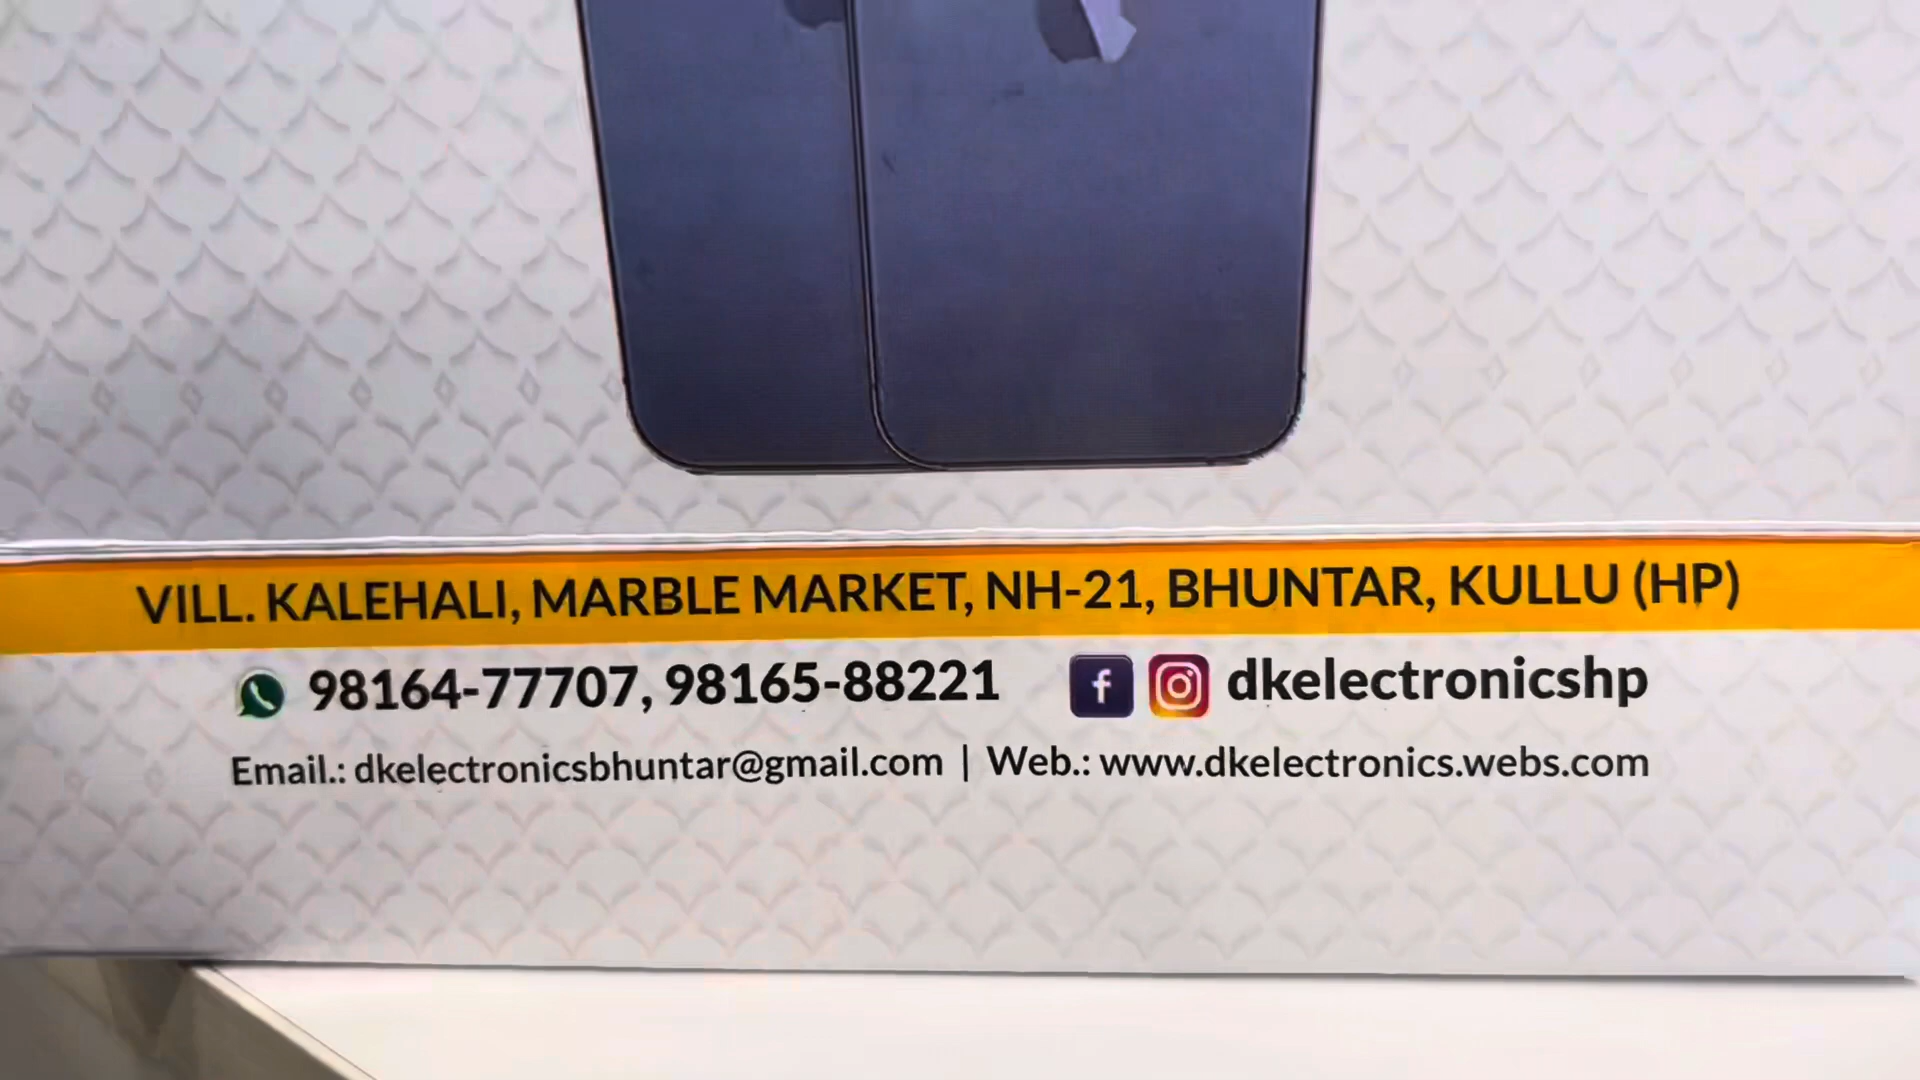 VILL. KALEHALI, MARBLE MARKET, NH-21, BHUNTAR, KULLU (HP)
98164-77707, 98165-88221 f dkelectronicshp
Email.: dkelectronicsbhuntar@gmail.com | Web.: www.dkelectronics.webs.com